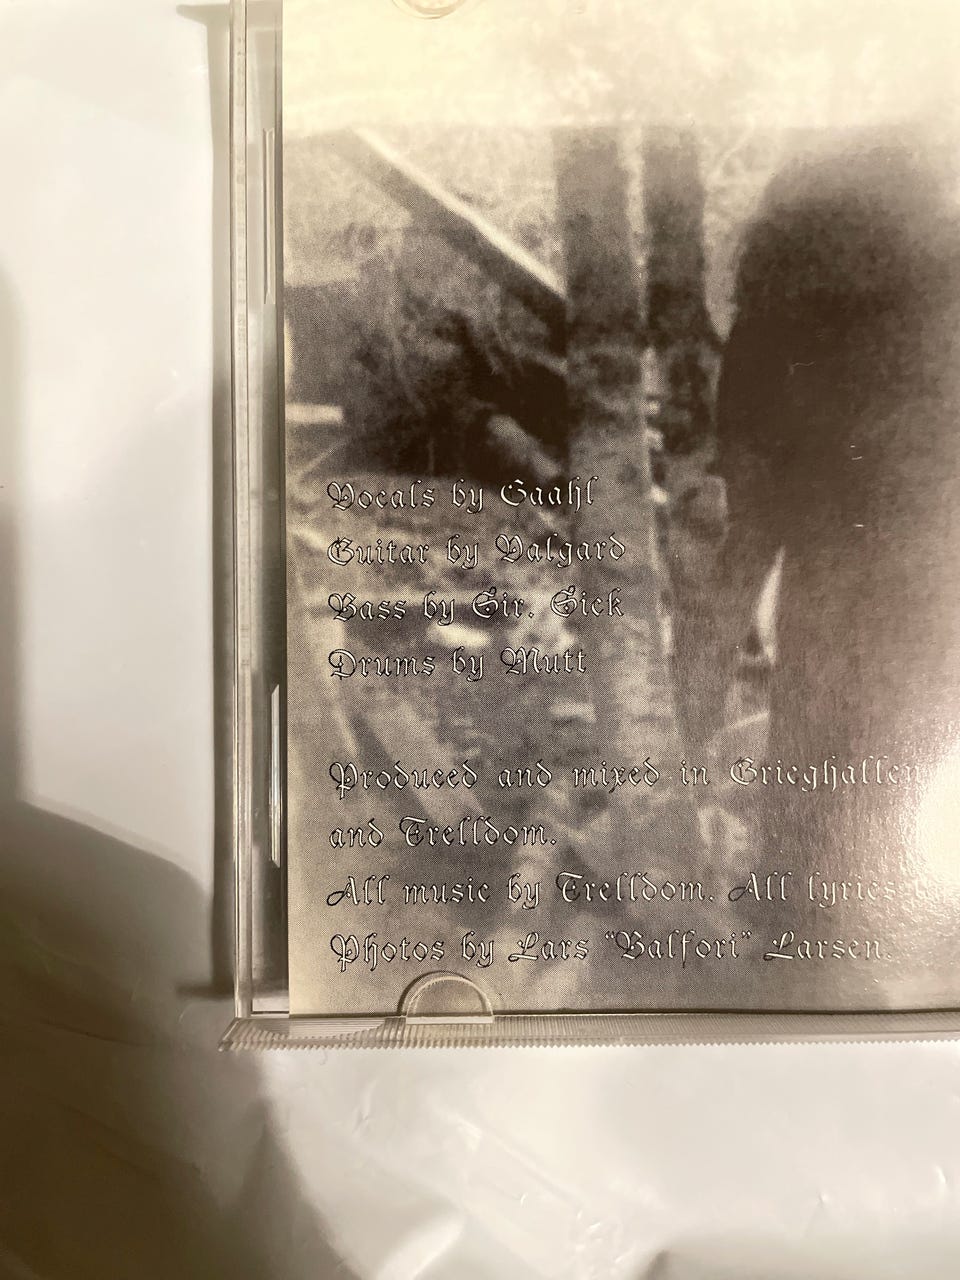 Vocals by Gaahl
Guitar by Valgard
Bass by Sir. Sick
Drums by Mutt
Produced and mixed in Grieghallen
and Trelldom.
All music by Trelldom. All lyrics
Photos by Lars "Balfori" Larsen.